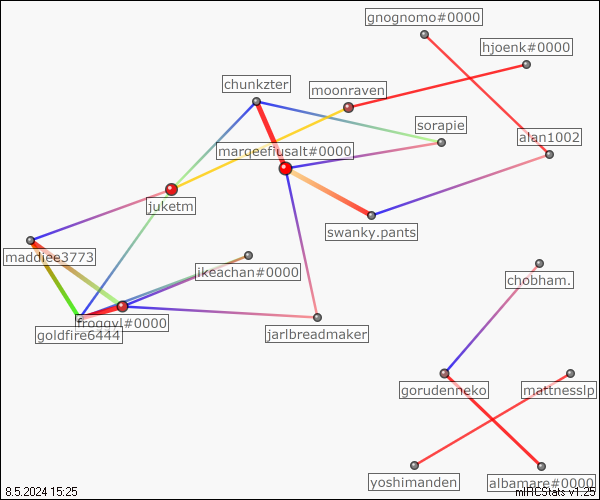 gnognomo#0000
hjoenk#0000
chunkzter
moonraven
sorapie
alan1002
margeefiusalt#0000
juketm
swanky.pants
maddiee3773
ikeachan#0000
chobham.
froggyl#0000
goldfire6444
jarlbreadmaker
gorudenneko
mattnesslp
yoshimanden
albamare#0000
8.5.2024 15:25
mIRCStats v1.25